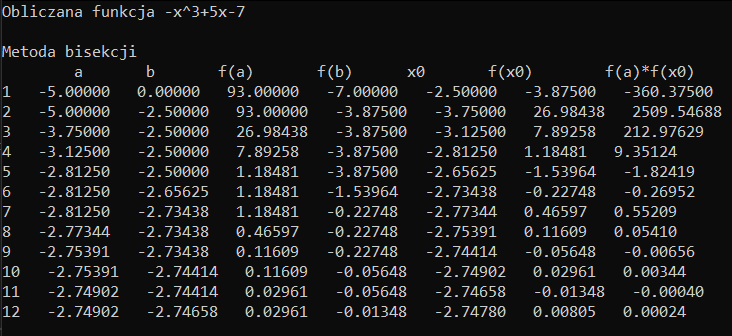 Obliczana funkcja -x^3+5x-7
Metoda bisekcji
a b f(a) f(b) x0 f(x0) f(a)*f(x0)
1 -5.00000 0.00000 93.00000 -7.00000 -2.50000 -3.87500 -360.37500
2 -5.00000 -2.50000 93.00000 -3.87500 -3.75000 26.98438 2509.54688
3 -3.75000 -2.50000 26.98438 -3.87500 -3.12500 7.89258 212.97629
4 -3.12500 -2.50000 7.89258 -3.87500 -2.81250 1.18481 9.35124
5 -2.81250 -2.50000 1.18481 -3.87500 -2.65625 -1.53964 -1.82419
6 -2.81250 -2.65625 1.18481 -1.53964 -2.73438 -0.22748 -0.26952
7 -2.81250 -2.73438 1.18481 -0.22748 -2.77344 0.46597 0.55209
8 -2.77344 -2.73438 0.46597 -0.22748 -2.75391 0.11609 0.05410
9 -2.75391 -2.73438 0.11609 -0.22748 -2.74414 -0.05648 -0.00656
10 -2.75391 -2.74414 0.11609 -0.05648 -2.74902 0.02961 0.00344
11 -2.74902 -2.74414 0.02961 -0.05648 -2.74658 -0.01348 -0.00040
12 -2.74902 -2.74658 0.02961 -0.01348 -2.74780 0.00805 0.00024